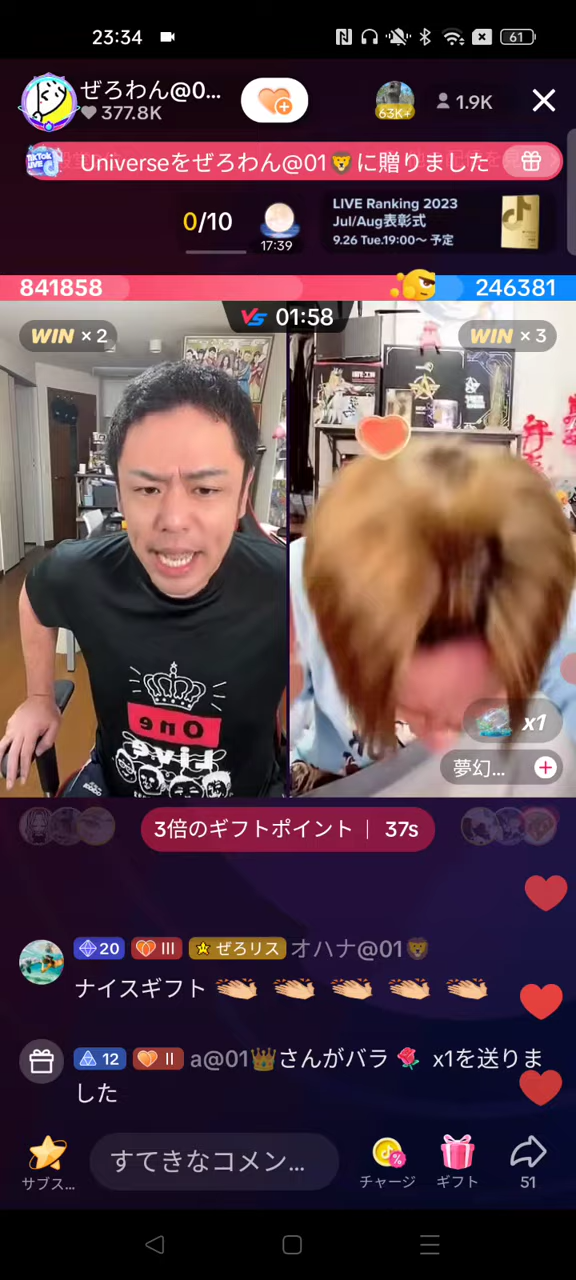 23:34
61
ぜろわん@0...
377.8K
63K+
1.9K
Universeをぜろわん@01🦁に贈りました
0/10
17:39
LIVE Ranking 2023
Jul/Aug表彰式
9.26 Tue.19:00〜 予定
841858
246381
WIN × 2
VS 01:58
WIN × 3
One
Live
x1
夢幻...
3倍のギフトポイント | 37s
20 III ぜろリス オハナ@01🦁
ナイスギフト 👏 👏 👏 👏 👏
12 II a@01👑さんがバラ🌹 x1を送りま
した
サブス...
すてきなコメン...
チャージ
ギフト
51